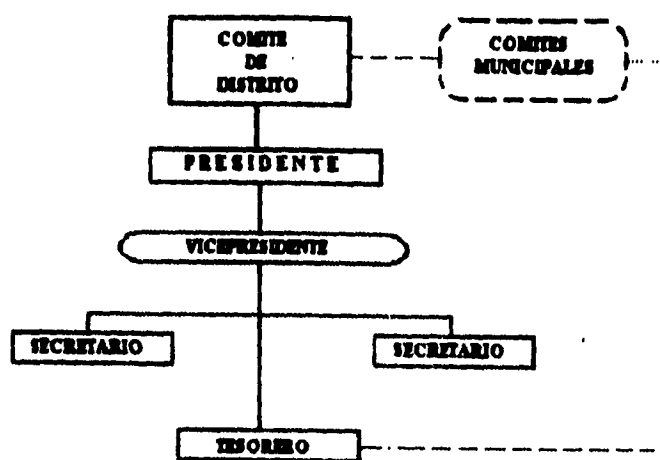 COMITE
DE
DISTRITO
COMITES
MUNICIPALES
PRESIDENTE
VICEPRESIDENTE
SECRETARIO
SECRETARIO
TESORERO